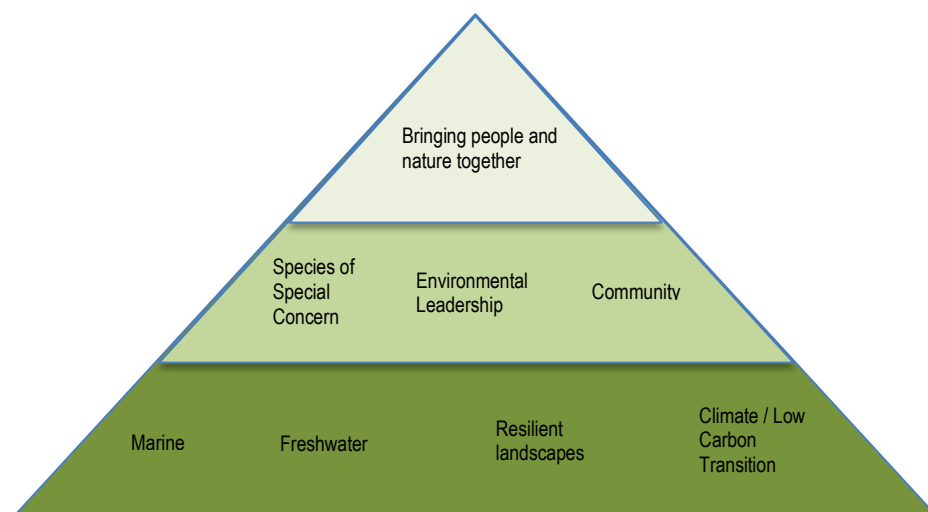 Bringing people and
nature together
Species of
Special
Concern
Environmental
Leadership
Community
Marine
Freshwater
Resilient
landscapes
Climate / Low
Carbon
Transition